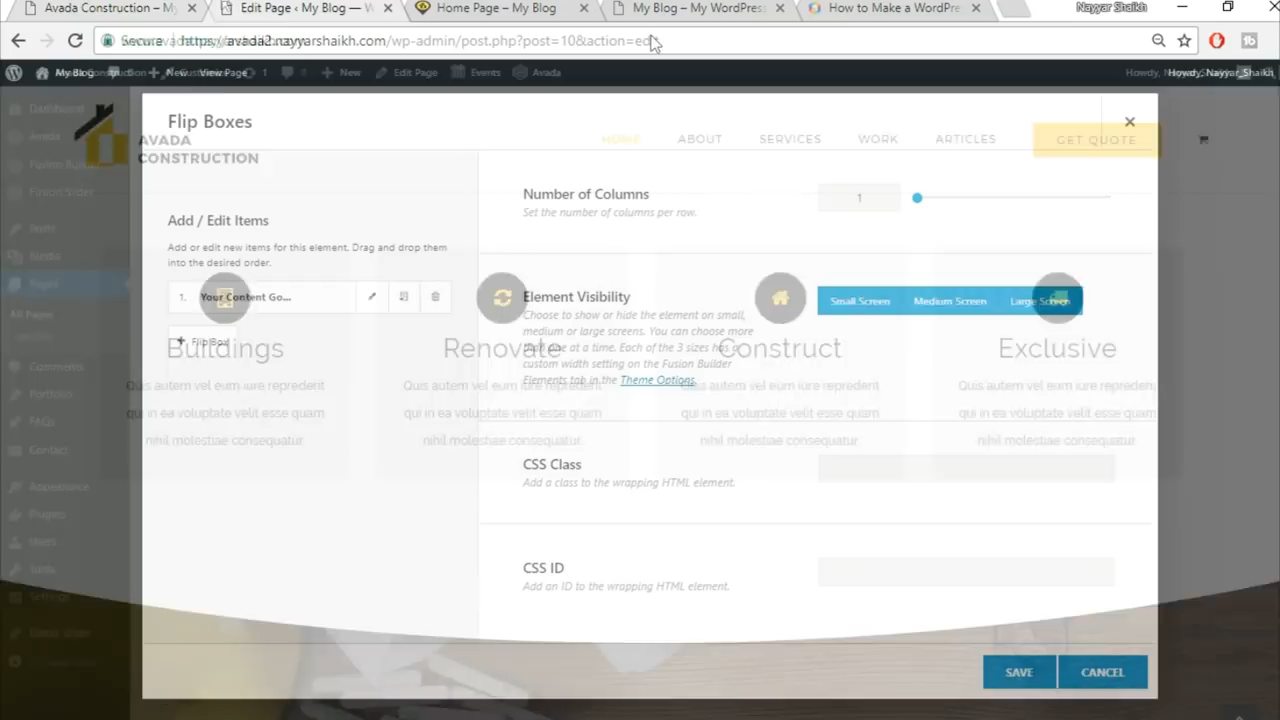 Avada Construction – My
Edit Page ‹ My Blog — W
Home Page – My Blog
My Blog – My WordPress
How to Make a WordPre
Nayyar Shaikh
Secure
avada2.nayyarshaikh.com/wp-admin/post.php?post=10&action=edi
My Blog
New
View Page
1
New
Edit Page
Events
Avada
Howdy, Nayyar Shaikh
Flip Boxes
AVADA
CONSTRUCTION
HOME
ABOUT
SERVICES
WORK
ARTICLES
GET QUOTE
Dashboard
Avada
Fusion Builder
Fusion Slider
Posts
Media
Pages
All Pages
Comments
Portfolio
FAQs
Contact
Appearance
Plugins
Users
Tools
Settings
Add / Edit Items
Add or edit new items for this element. Drag and drop them
into the desired order.
1.
Your Content Go...
Flip Box
Number of Columns
Set the number of columns per row.
1
Element Visibility
Choose to show or hide the element on small,
medium or large screens. You can choose more
than one at a time. Each of the 3 sizes has a
custom width setting on the Fusion Builder
Elements tab in the Theme Options.
Small Screen
Medium Screen
Large Screen
Buildings
Quis autem vel eum iure reprederit
qui in ea voluptate velit esse quam
nihil molestiae consequatur.
Renovate
Quis autem vel eum iure reprederit
qui in ea voluptate velit esse quam
nihil molestiae consequatur.
Construct
Quis autem vel eum iure reprederit
qui in ea voluptate velit esse quam
nihil molestiae consequatur.
Exclusive
Quis autem vel eum iure reprederit
qui in ea voluptate velit esse quam
nihil molestiae consequatur.
CSS Class
Add a class to the wrapping HTML element.
CSS ID
Add an ID to the wrapping HTML element.
SAVE
CANCEL